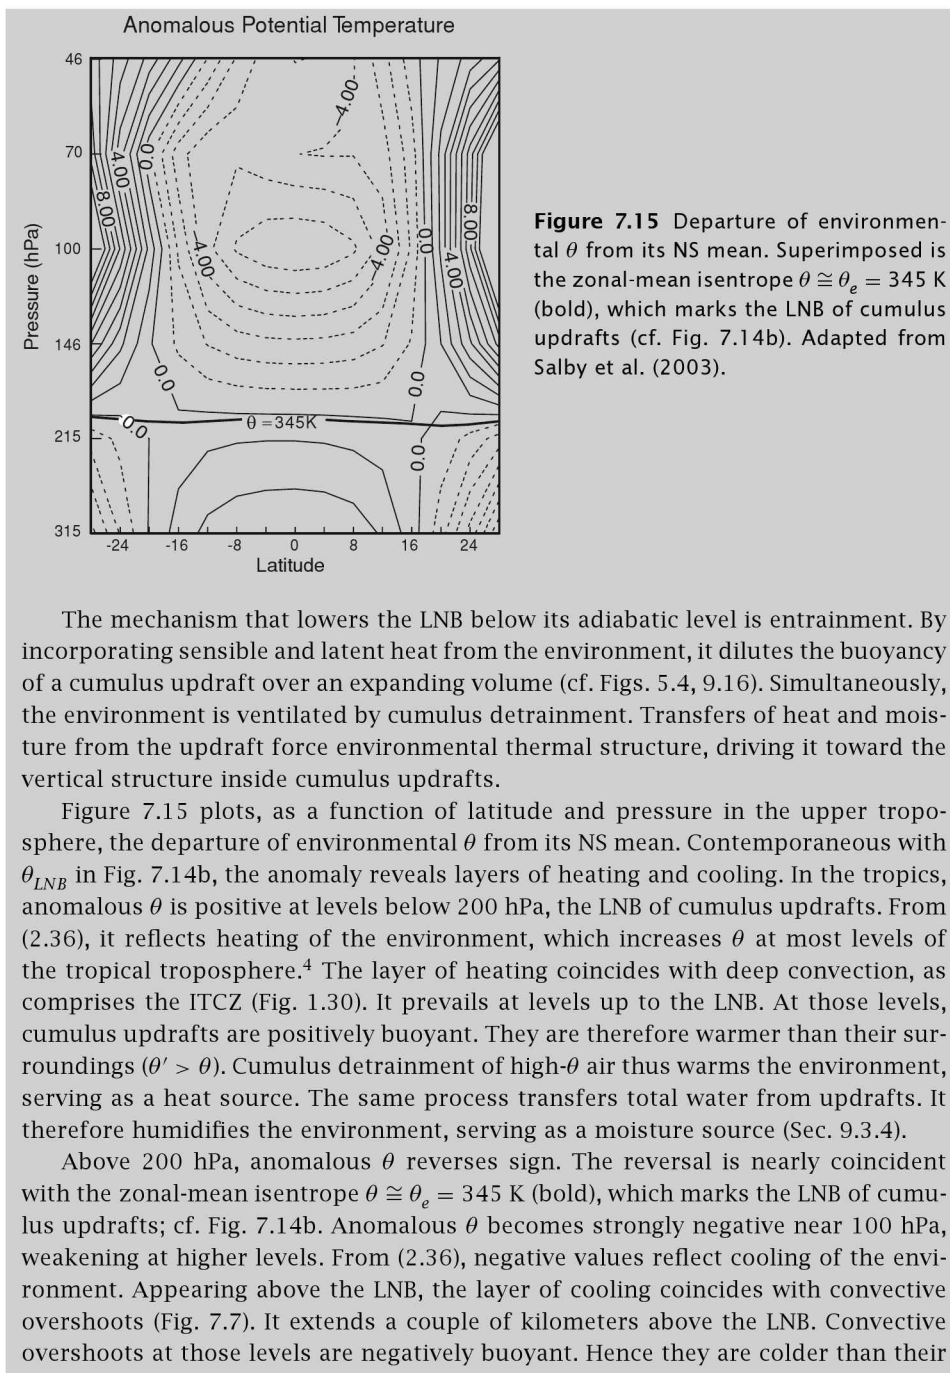 Anomalous Potential Temperature
46
70
100
146
215
315
Pressure (hPa)
-24 -16 -8 0 8 16 24
Latitude
-4.00
4.00
0.0
8.00
-4.00
-4.00
0.0
8.00
4.00
0.0
0.0
0.0
θ = 345K
0.0
Figure 7.15 Departure of environmen-
tal θ from its NS mean. Superimposed is
the zonal-mean isentrope θ ≅ θₑ = 345 K
(bold), which marks the LNB of cumulus
updrafts (cf. Fig. 7.14b). Adapted from
Salby et al. (2003).
The mechanism that lowers the LNB below its adiabatic level is entrainment. By
incorporating sensible and latent heat from the environment, it dilutes the buoyancy
of a cumulus updraft over an expanding volume (cf. Figs. 5.4, 9.16). Simultaneously,
the environment is ventilated by cumulus detrainment. Transfers of heat and mois-
ture from the updraft force environmental thermal structure, driving it toward the
vertical structure inside cumulus updrafts.
Figure 7.15 plots, as a function of latitude and pressure in the upper tropo-
sphere, the departure of environmental θ from its NS mean. Contemporaneous with
θ_LNB in Fig. 7.14b, the anomaly reveals layers of heating and cooling. In the tropics,
anomalous θ is positive at levels below 200 hPa, the LNB of cumulus updrafts. From
(2.36), it reflects heating of the environment, which increases θ at most levels of
the tropical troposphere.⁴ The layer of heating coincides with deep convection, as
comprises the ITCZ (Fig. 1.30). It prevails at levels up to the LNB. At those levels,
cumulus updrafts are positively buoyant. They are therefore warmer than their sur-
roundings (θ′ > θ). Cumulus detrainment of high-θ air thus warms the environment,
serving as a heat source. The same process transfers total water from updrafts. It
therefore humidifies the environment, serving as a moisture source (Sec. 9.3.4).
Above 200 hPa, anomalous θ reverses sign. The reversal is nearly coincident
with the zonal-mean isentrope θ ≅ θₑ = 345 K (bold), which marks the LNB of cumu-
lus updrafts; cf. Fig. 7.14b. Anomalous θ becomes strongly negative near 100 hPa,
weakening at higher levels. From (2.36), negative values reflect cooling of the envi-
ronment. Appearing above the LNB, the layer of cooling coincides with convective
overshoots (Fig. 7.7). It extends a couple of kilometers above the LNB. Convective
overshoots at those levels are negatively buoyant. Hence they are colder than their